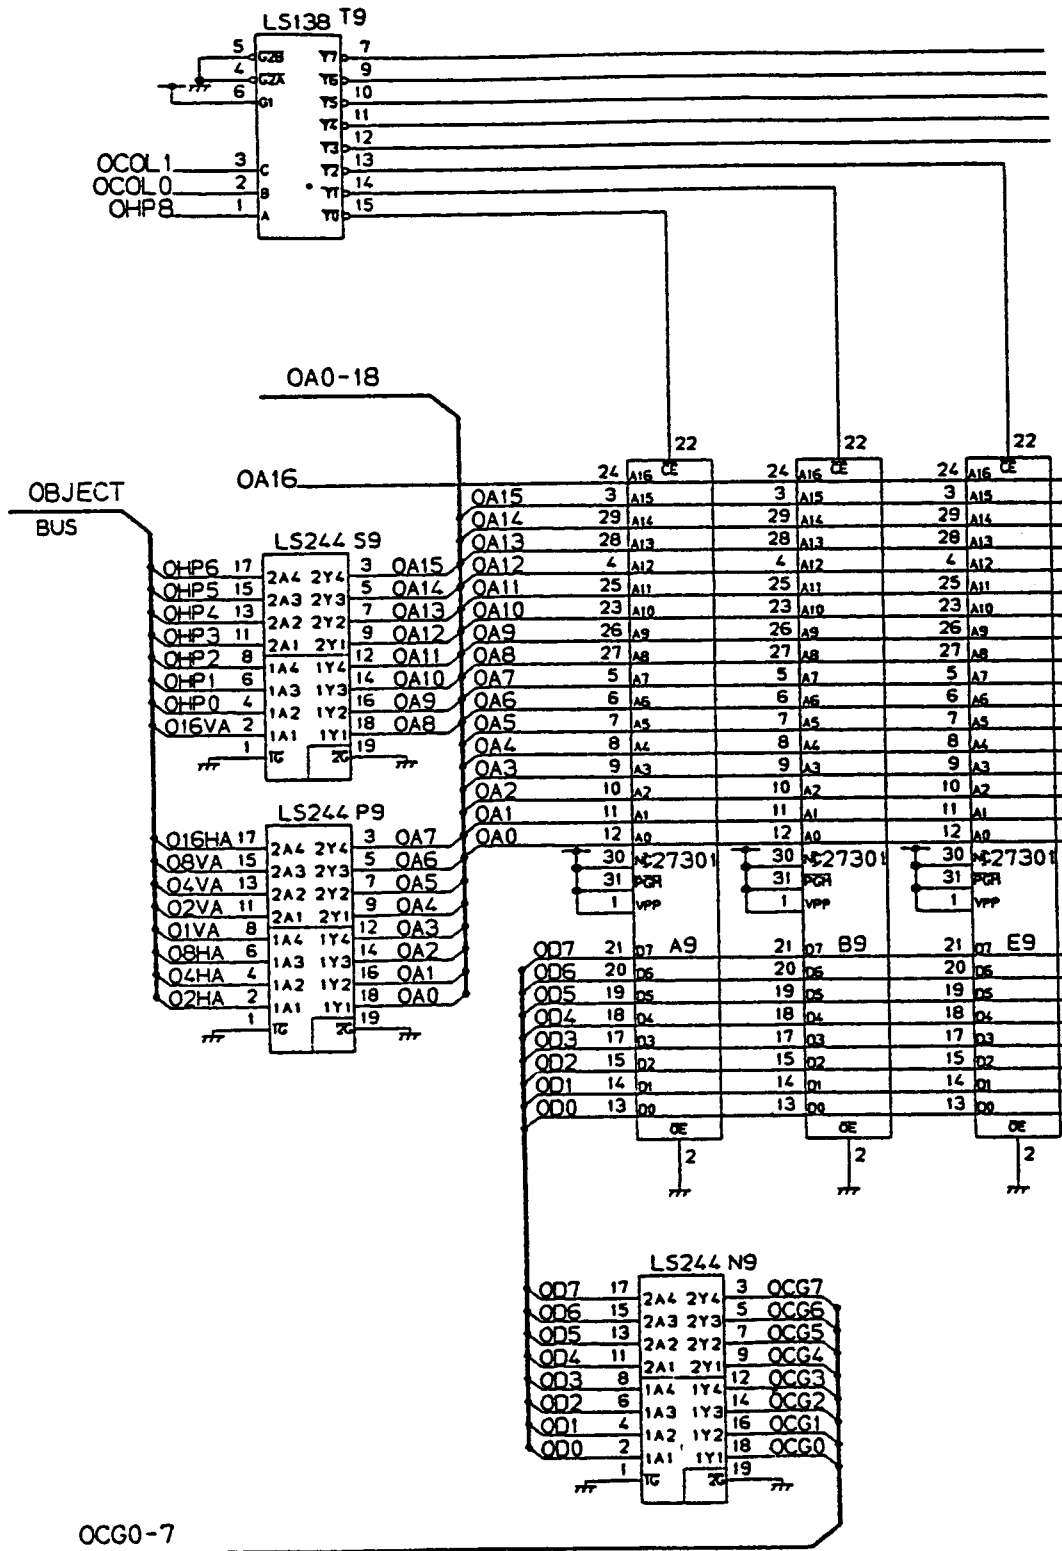 LS138 T9
5 G2B Y7 7
4 G2A Y6 9
6 G1 Y5 10
Y4 11
Y3 12
OCOL1 3 C Y2 13
OCOL0 2 B Y1 14
OHP8 1 A Y0 15
OA0-18
OBJECT
BUS
OA16
22 22 22
CE CE CE
24 A16 24 A16 24 A16
OA15 3 A15 3 A15 3 A15
OA14 29 A14 29 A14 29 A14
OA13 28 A13 28 A13 28 A13
OA12 4 A12 4 A12 4 A12
OA11 25 A11 25 A11 25 A11
OA10 23 A10 23 A10 23 A10
OA9 26 A9 26 A9 26 A9
OA8 27 A8 27 A8 27 A8
OA7 5 A7 5 A7 5 A7
OA6 6 A6 6 A6 6 A6
OA5 7 A5 7 A5 7 A5
OA4 8 A4 8 A4 8 A4
OA3 9 A3 9 A3 9 A3
OA2 10 A2 10 A2 10 A2
OA1 11 A1 11 A1 11 A1
OA0 12 A0 12 A0 12 A0
30 30 30
27301 27301 27301
31 PGM 31 PGM 31 PGM
1 VPP 1 VPP 1 VPP
A9 B9 E9
OD7 21 D7 21 D7 21 D7
OD6 20 D6 20 D6 20 D6
OD5 19 D5 19 D5 19 D5
OD4 18 D4 18 D4 18 D4
OD3 17 D3 17 D3 17 D3
OD2 15 D2 15 D2 15 D2
OD1 14 D1 14 D1 14 D1
OD0 13 D0 13 D0 13 D0
OE OE OE
2 2 2
LS244 S9
OHP6 17 2A4 2Y4 3 OA15
OHP5 15 2A3 2Y3 5 OA14
OHP4 13 2A2 2Y2 7 OA13
OHP3 11 2A1 2Y1 9 OA12
OHP2 8 1A4 1Y4 12 OA11
OHP1 6 1A3 1Y3 14 OA10
OHP0 4 1A2 1Y2 16 OA9
O16VA 2 1A1 1Y1 18 OA8
1 1G 2G 19
LS244 P9
O16HA 17 2A4 2Y4 3 OA7
O8VA 15 2A3 2Y3 5 OA6
O4VA 13 2A2 2Y2 7 OA5
O2VA 11 2A1 2Y1 9 OA4
O1VA 8 1A4 1Y4 12 OA3
O8HA 6 1A3 1Y3 14 OA2
O4HA 4 1A2 1Y2 16 OA1
O2HA 2 1A1 1Y1 18 OA0
1 1G 2G 19
LS244 N9
OD7 17 2A4 2Y4 3 OCG7
OD6 15 2A3 2Y3 5 OCG6
OD5 13 2A2 2Y2 7 OCG5
OD4 11 2A1 2Y1 9 OCG4
OD3 8 1A4 1Y4 12 OCG3
OD2 6 1A3 1Y3 14 OCG2
OD1 4 1A2 1Y2 16 OCG1
OD0 2 1A1 1Y1 18 OCG0
1 1G 2G 19
OCG0-7